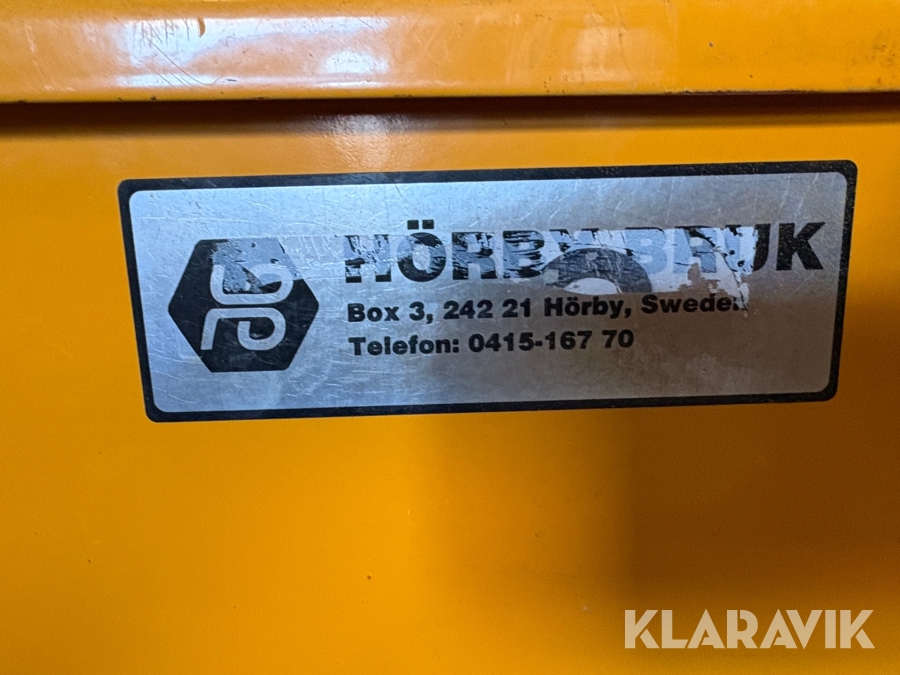 HÖRBY BRUK
Box 3, 242 21 Hörby, Sweden
Telefon: 0415-167 70
KLARAVIK